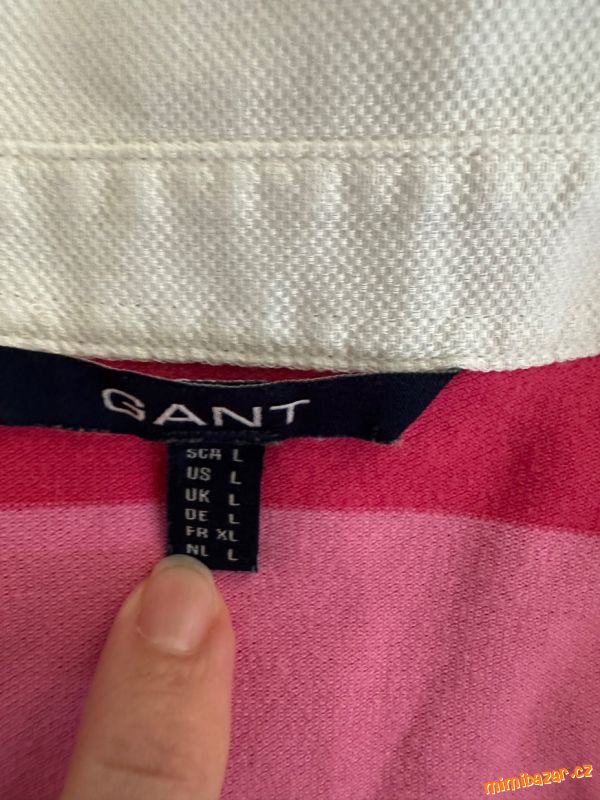 GANT
SCA L
US L
UK L
DE L
FR XL
NL L
mimibazar.cz